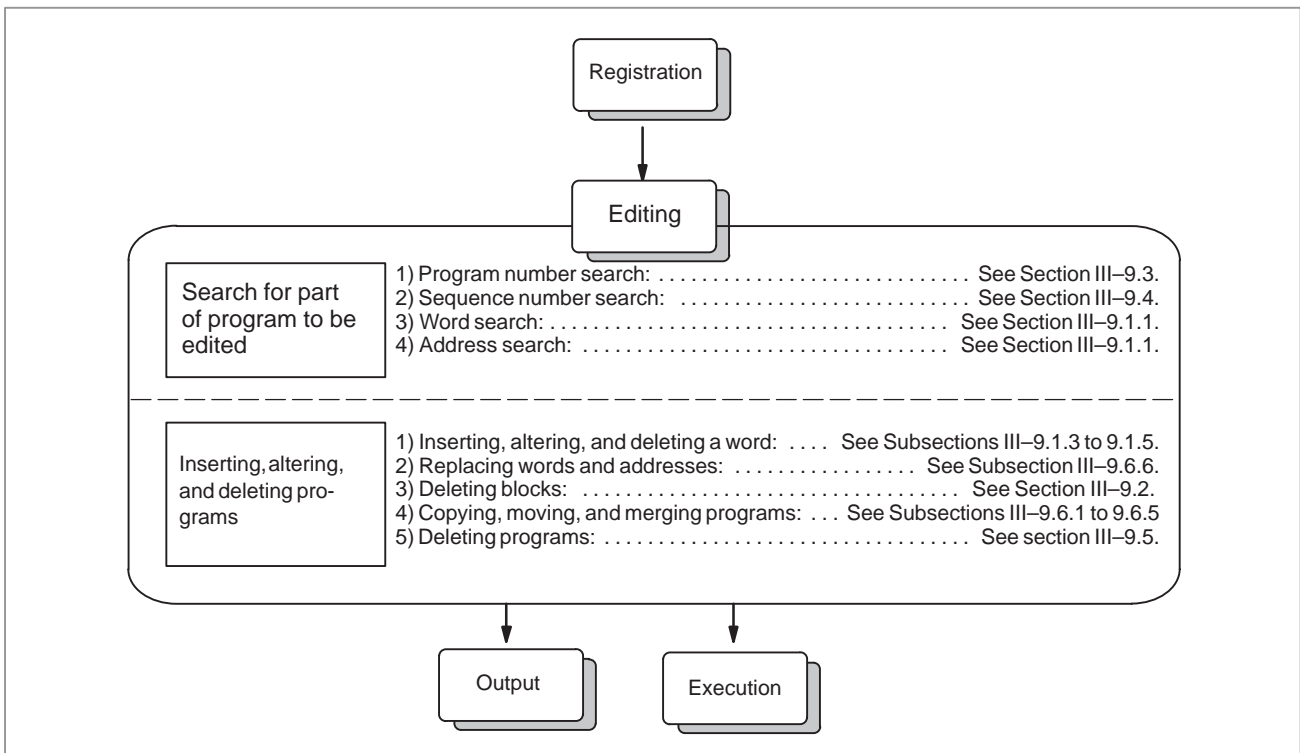 Registration
Editing
Search for part
of program to be
edited
1) Program number search: . . . . . . . . . . . . . . . . . . . . . . . . . . . . . . See Section III–9.3.
2) Sequence number search: . . . . . . . . . . . . . . . . . . . . . . . . . . . . See Section III–9.4.
3) Word search: . . . . . . . . . . . . . . . . . . . . . . . . . . . . . . . . . . . . . . See Section III–9.1.1.
4) Address search: . . . . . . . . . . . . . . . . . . . . . . . . . . . . . . . . . . . See Section III–9.1.1.
Inserting, altering,
and deleting pro-
grams
1) Inserting, altering, and deleting a word: . . . . See Subsections III–9.1.3 to 9.1.5.
2) Replacing words and addresses: . . . . . . . . . . . . . . . . . See Subsection III–9.6.6.
3) Deleting blocks: . . . . . . . . . . . . . . . . . . . . . . . . . . . . . . . . . . . . See Section III–9.2.
4) Copying, moving, and merging programs: . . . See Subsections III–9.6.1 to 9.6.5
5) Deleting programs: . . . . . . . . . . . . . . . . . . . . . . . . . . . . . . . . . . See section III–9.5.
Output
Execution